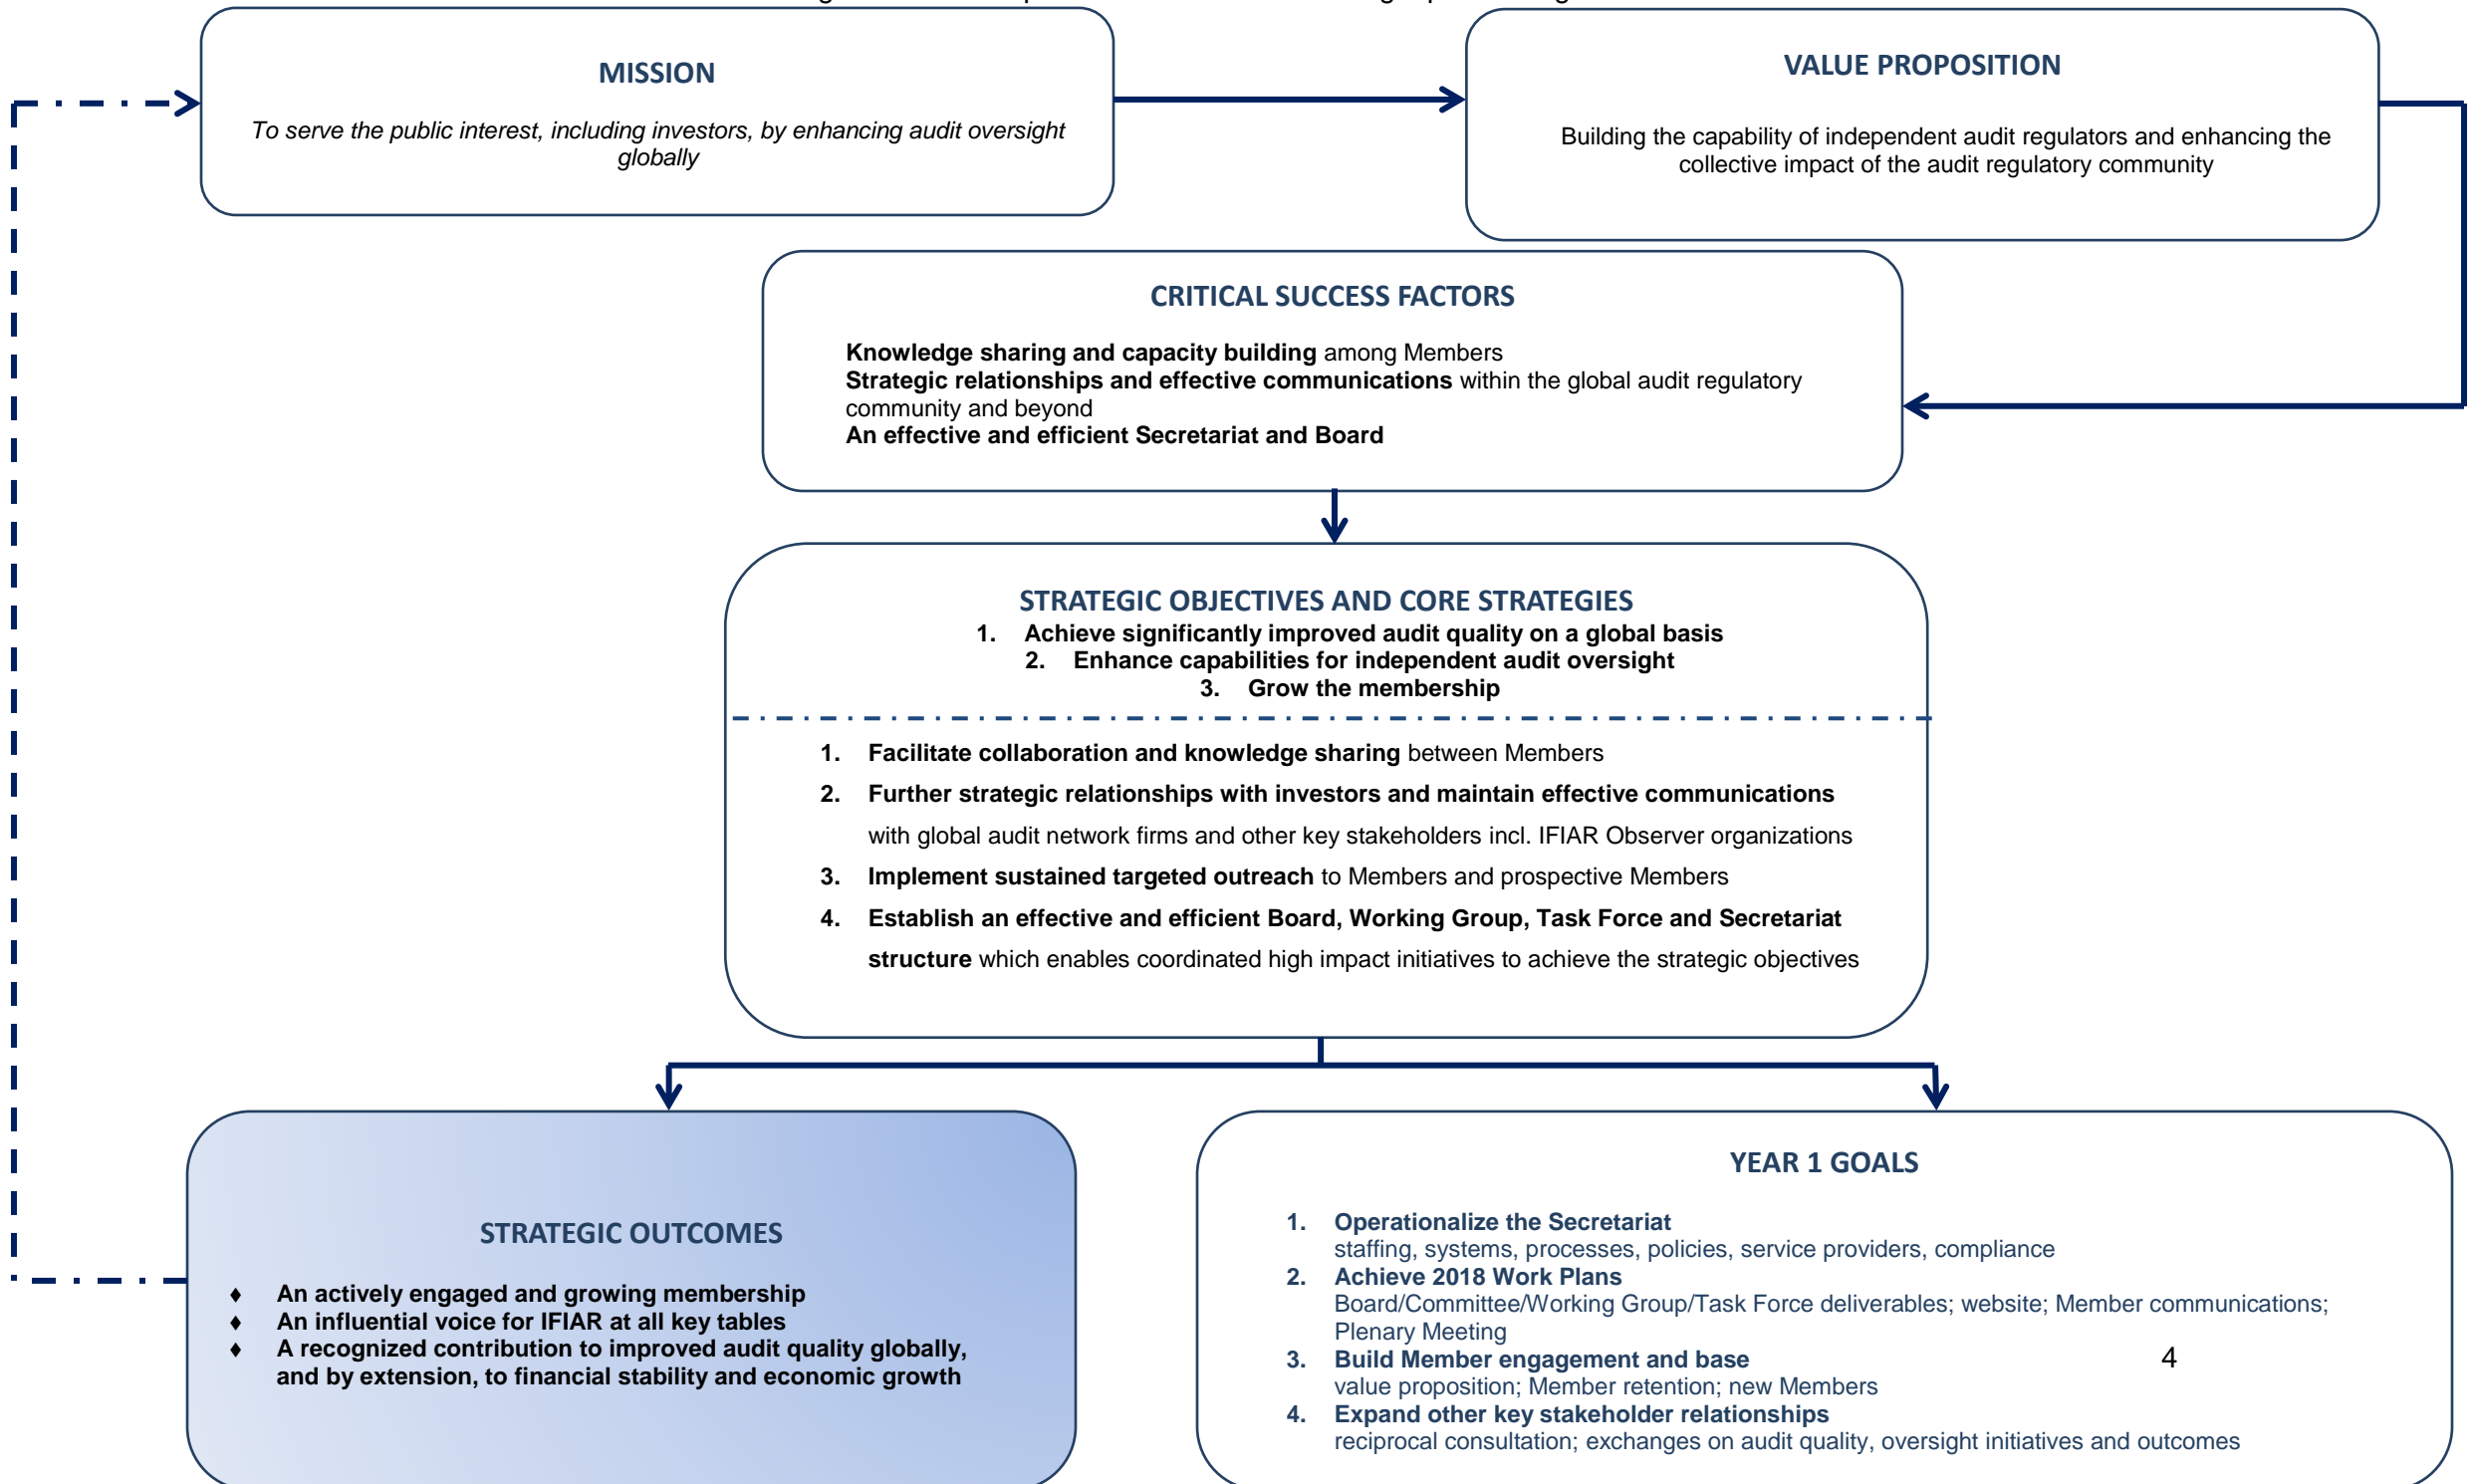 MISSION
To serve the public interest, including investors, by enhancing audit oversight
globally
VALUE PROPOSITION
Building the capability of independent audit regulators and enhancing the
collective impact of the audit regulatory community
CRITICAL SUCCESS FACTORS
Knowledge sharing and capacity building among Members
Strategic relationships and effective communications within the global audit regulatory
community and beyond
An effective and efficient Secretariat and Board
STRATEGIC OBJECTIVES AND CORE STRATEGIES
1. Achieve significantly improved audit quality on a global basis
2. Enhance capabilities for independent audit oversight
3. Grow the membership
1. Facilitate collaboration and knowledge sharing between Members
2. Further strategic relationships with investors and maintain effective communications
with global audit network firms and other key stakeholders incl. IFIAR Observer organizations
3. Implement sustained targeted outreach to Members and prospective Members
4. Establish an effective and efficient Board, Working Group, Task Force and Secretariat
structure which enables coordinated high impact initiatives to achieve the strategic objectives
STRATEGIC OUTCOMES
♦ An actively engaged and growing membership
♦ An influential voice for IFIAR at all key tables
♦ A recognized contribution to improved audit quality globally,
and by extension, to financial stability and economic growth
YEAR 1 GOALS
1. Operationalize the Secretariat
staffing, systems, processes, policies, service providers, compliance
2. Achieve 2018 Work Plans
Board/Committee/Working Group/Task Force deliverables; website; Member communications;
Plenary Meeting
3. Build Member engagement and base
value proposition; Member retention; new Members
4. Expand other key stakeholder relationships
reciprocal consultation; exchanges on audit quality, oversight initiatives and outcomes
4